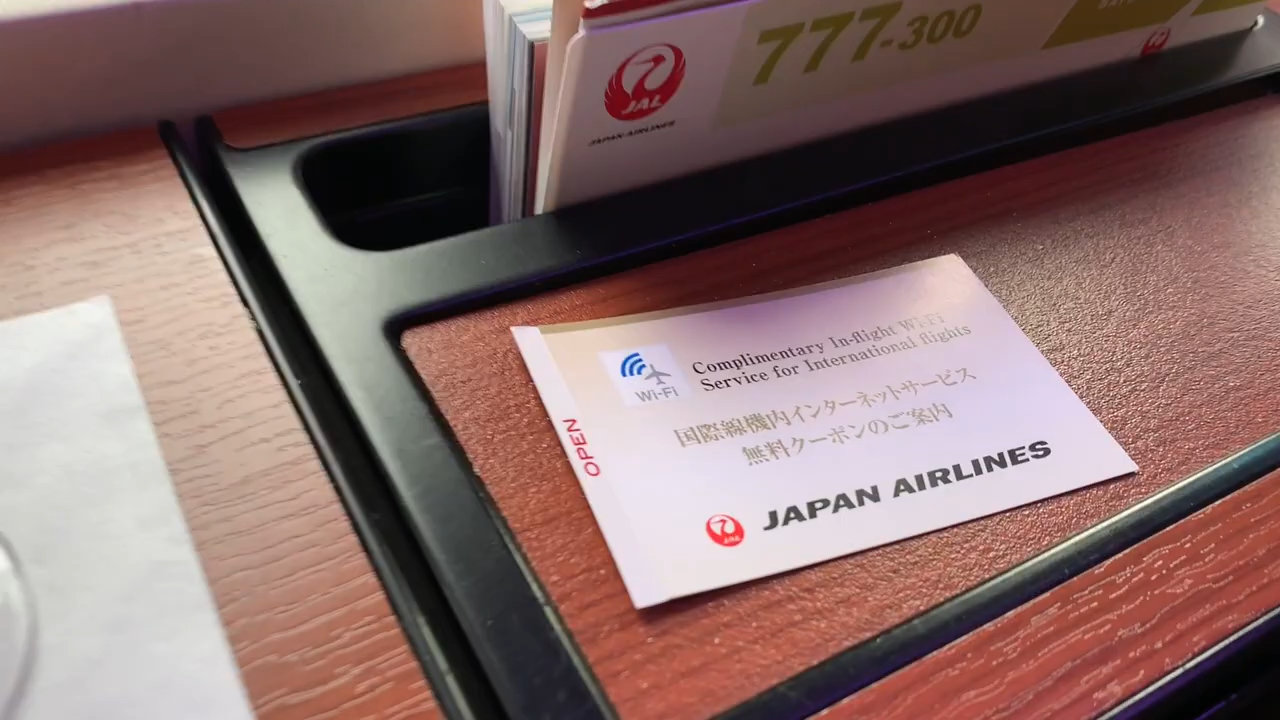 JAL
JAPAN AIRLINES
777-300
OPEN
Wi-Fi
Complimentary In-flight Wi-Fi
Service for International flights
国際線機内インターネットサービス
無料クーポンのご案内
JAL
JAPAN AIRLINES